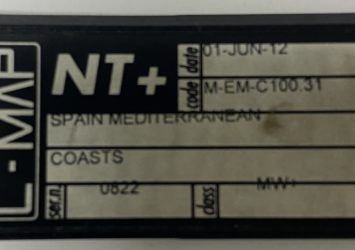 C-MAP
NT+
date 01-JUN-12
code M-EM-C100.31
SPAIN MEDITERRANEAN
COASTS
ser.n. 0822 class MW+